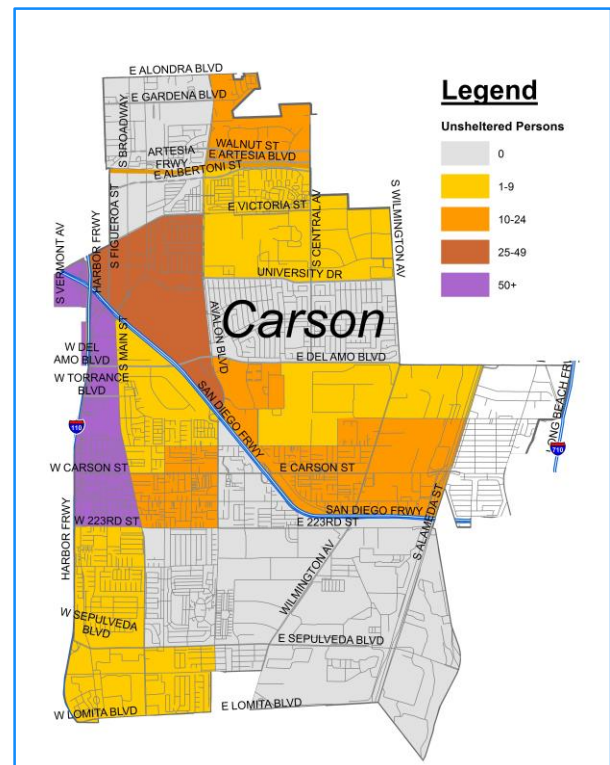 E ALONDRA BLVD
E GARDENA BLVD
S BROADWAY
ARTESIA
FRWY
WALNUT ST
E ARTESIA BLVD
E ALBERTONI ST
Legend
Unsheltered Persons
0
1-9
10-24
25-49
50+
S VERMONT AV
HARBOR FRWY
S FIGUEROA ST
E VICTORIA ST
S CENTRAL AV
S WILMINGTON AV
UNIVERSITY DR
Carson
AVALON BLVD
W DEL
AMO BLVD
S MAIN ST
E DEL AMO BLVD
W TORRANCE
BLVD
SAN DIEGO FRWY
110
710
W CARSON ST
E CARSON ST
SAN DIEGO FRWY
W 223RD ST
E 223RD ST
HARBOR FRWY
WILMINGTON AV
S ALAMEDA ST
W SEPULVEDA
BLVD
E SEPULVEDA BLVD
W LOMITA BLVD
E LOMITA BLVD